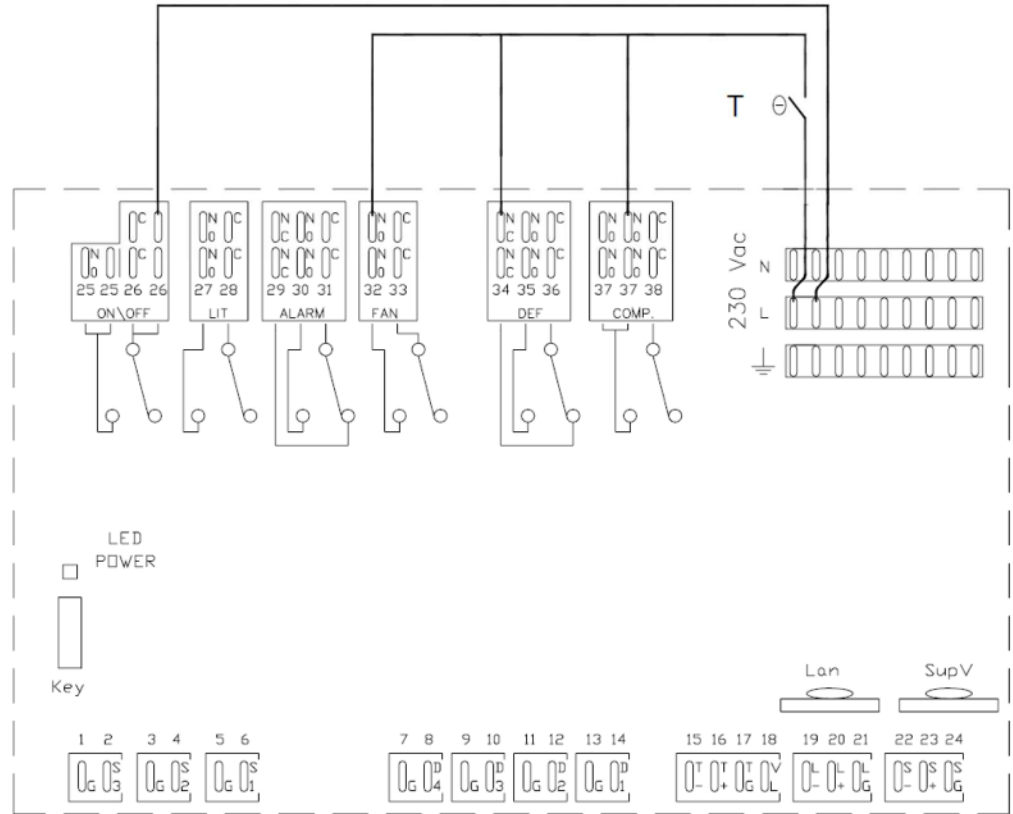 T θ
C
N O C
N O N O C
N O C
N C N O C
N O N O C
N O
C
N O C
N C N O C
N O C
N C N O C
N O N O C
25 25 26 26
27 28
29 30 31
32 33
34 35 36
37 37 38
ON\OFF
LIT
ALARM
FAN
DEF
COMP.
230 Vac
N
L
LED
POWER
Key
Lan
SupV
1 2
3 4
5 6
7 8
9 10
11 12
13 14
15 16 17 18
19 20 21
22 23 24
G S3
G S2
G S1
G D4
G D3
G D2
G D1
T- T+ TG VL
L- L+ LG
S- S+ SG